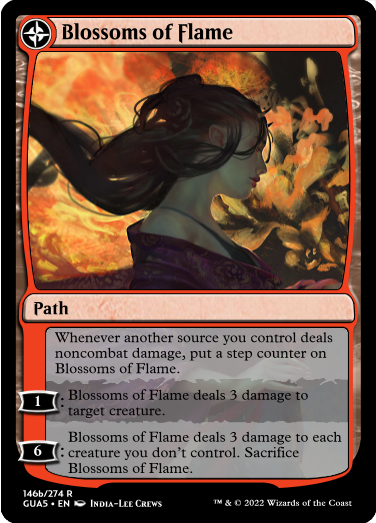 Blossoms of Flame
Path
Whenever another source you control deals
noncombat damage, put a step counter on
Blossoms of Flame.
1 : Blossoms of Flame deals 3 damage to
target creature.
Blossoms of Flame deals 3 damage to each
6 : creature you don't control. Sacrifice
Blossoms of Flame.
146b/274 R
GUA5 • EN India-Lee Crews ™ & © 2022 Wizards of the Coast